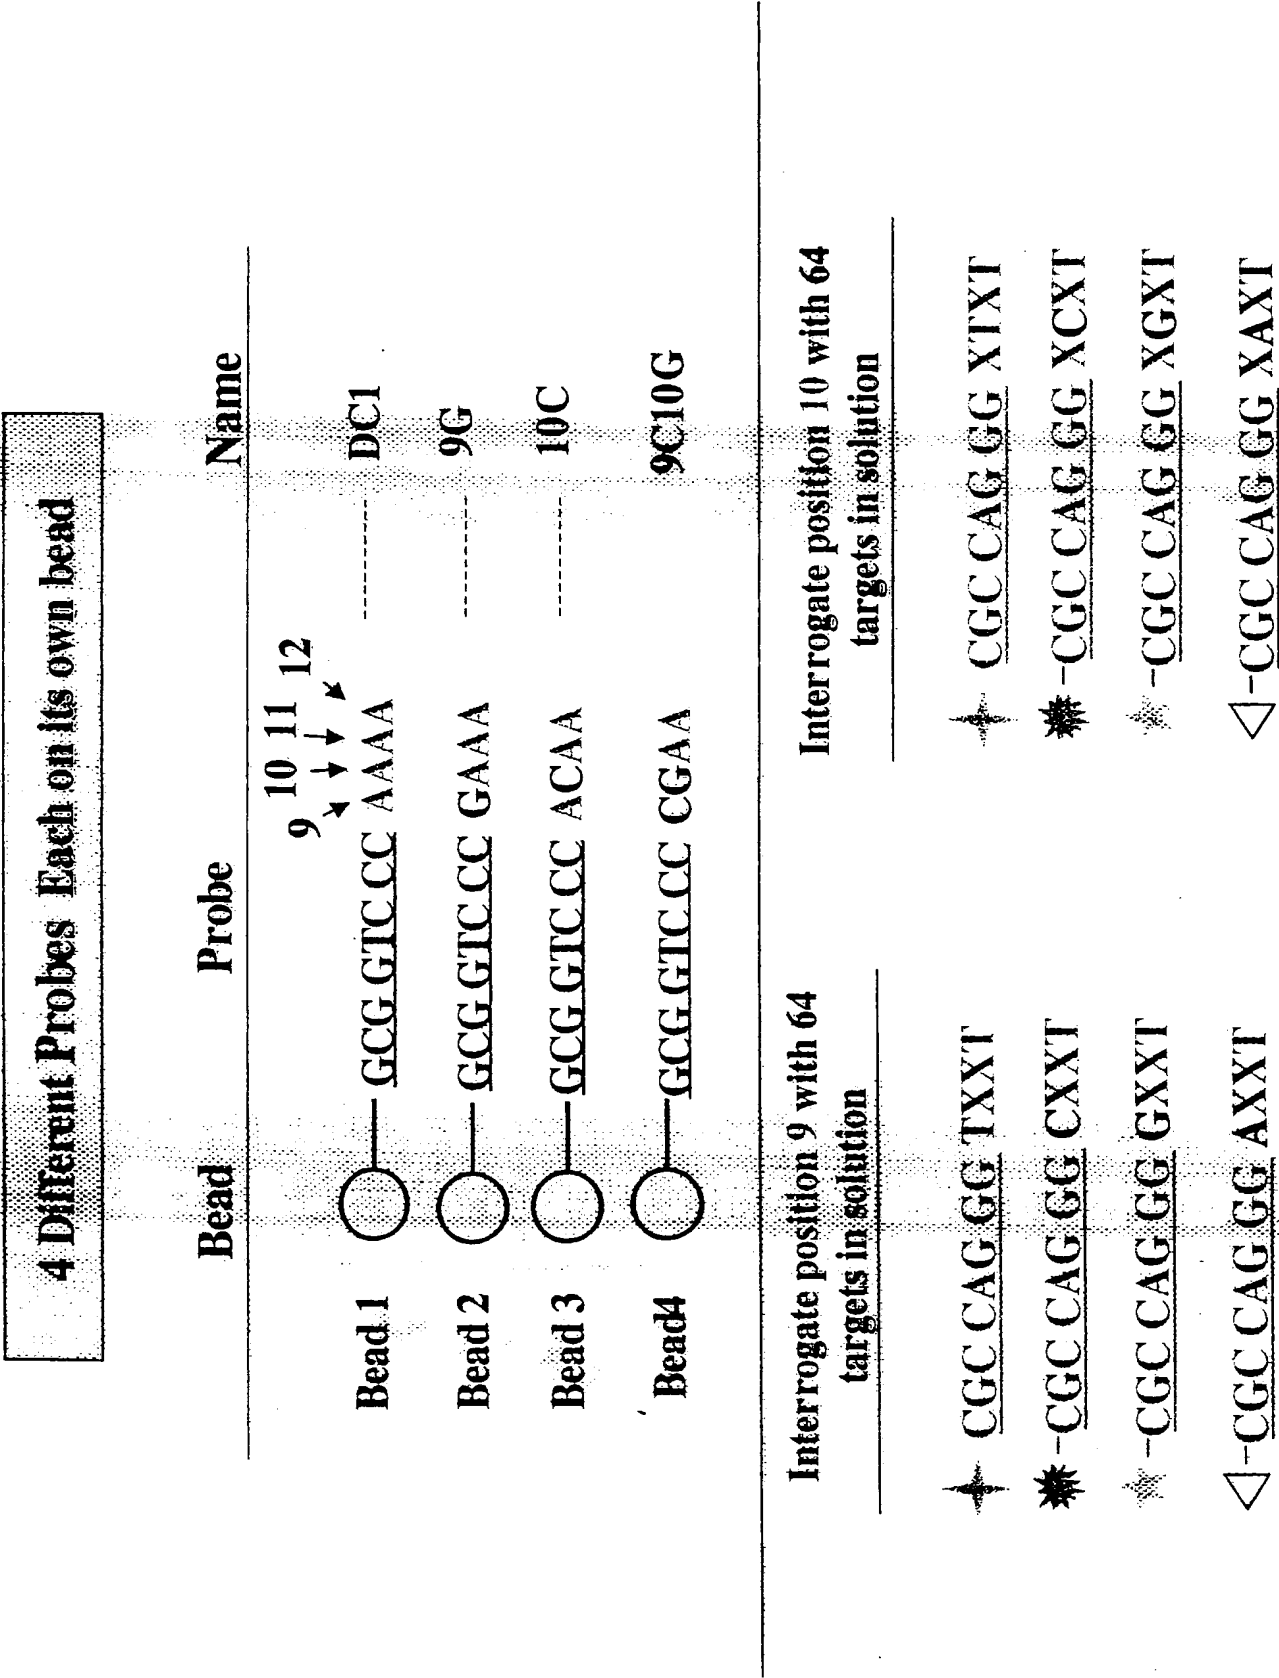 4 Different Probes Each on its own bead
Bead Probe Name
9 10 11 12
Bead 1 GCG GTC CC AAAA DC1
Bead 2 GCG GTC CC GAAA 9G
Bead 3 GCG GTC CC ACAA 10C
Bead4 GCG GTC CC CGAA 9C10G
Interrogate position 9 with 64
targets in solution
CGC CAG GG TXXT
CGC CAG GG CXXT
CGC CAG GG GXXT
CGC CAG GG AXXT
Interrogate position 10 with 64
targets in solution
CGC CAG GG XTXT
CGC CAG GG XCXT
CGC CAG GG XGXT
CGC CAG GG XAXT